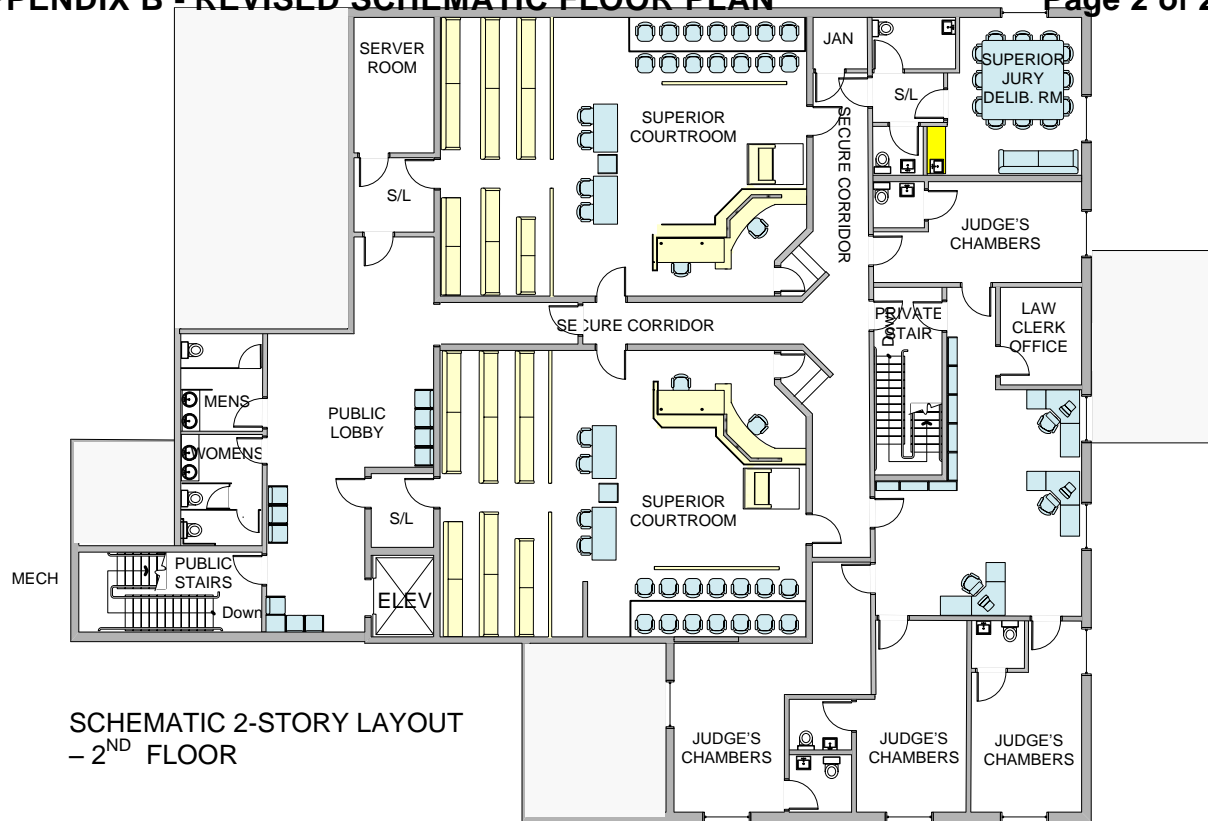 PPENDIX B - REVISED SCHEMATIC FLOOR PLAN
Page 2 of 2
SERVER
ROOM
JAN
SUPERIOR
JURY
DELIB. RM
S/L
SUPERIOR
COURTROOM
SECURE CORRIDOR
S/L
JUDGE'S
CHAMBERS
SECURE CORRIDOR
PRIVATE
STAIR
Down
LAW
CLERK
OFFICE
MENS
PUBLIC
LOBBY
WOMENS
SUPERIOR
COURTROOM
S/L
MECH
PUBLIC
STAIRS
Down
ELEV
SCHEMATIC 2-STORY LAYOUT
– 2ND FLOOR
JUDGE'S
CHAMBERS
JUDGE'S
CHAMBERS
JUDGE'S
CHAMBERS